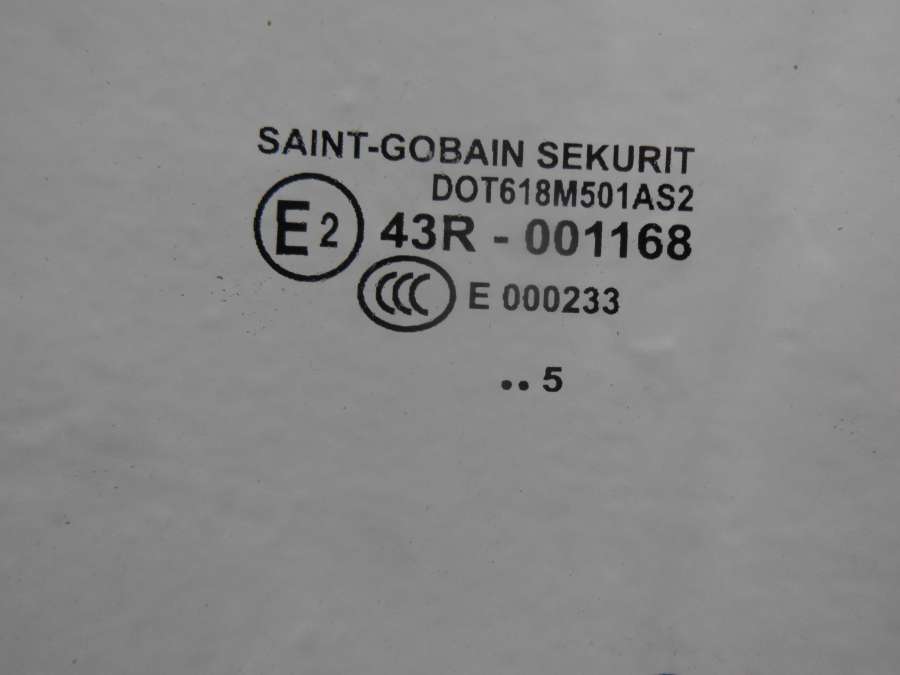 SAINT-GOBAIN SEKURIT
DOT618M501AS2
E2 43R - 001168
CCC E 000233
.. 5